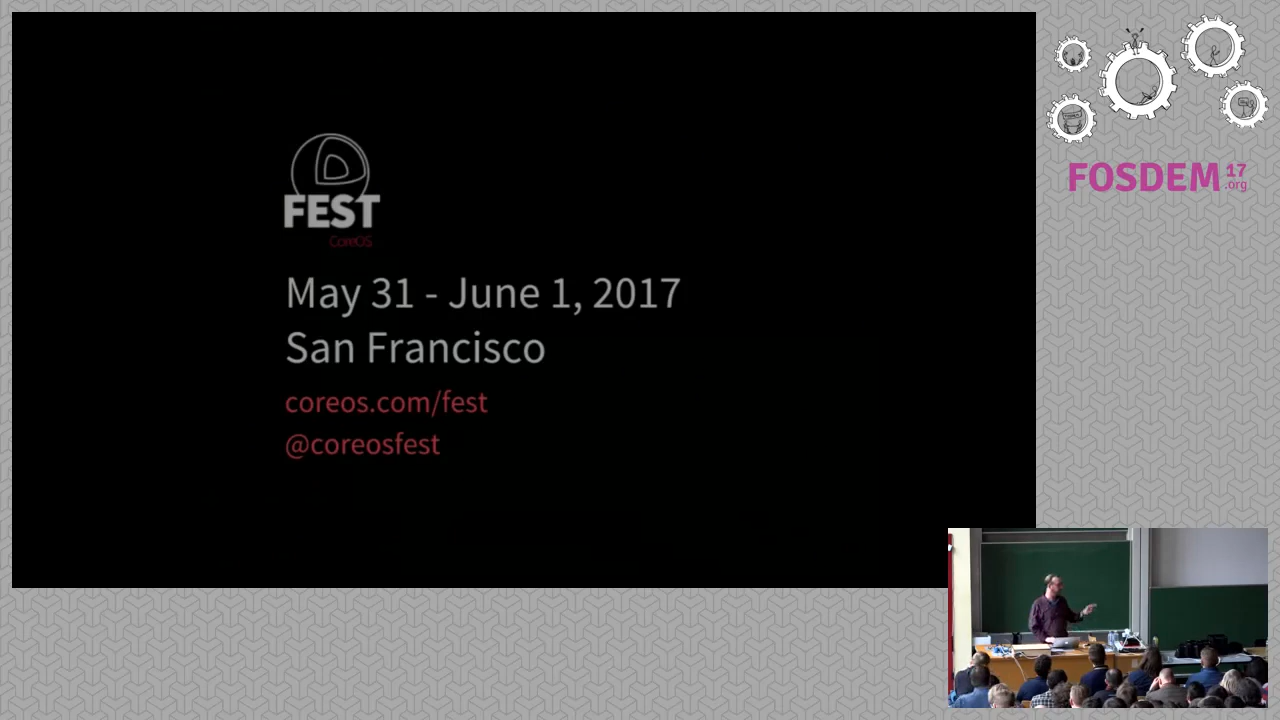 FEST
CoreOS
May 31 - June 1, 2017
San Francisco
coreos.com/fest
@coreosfest
FOSDEM 17
.org